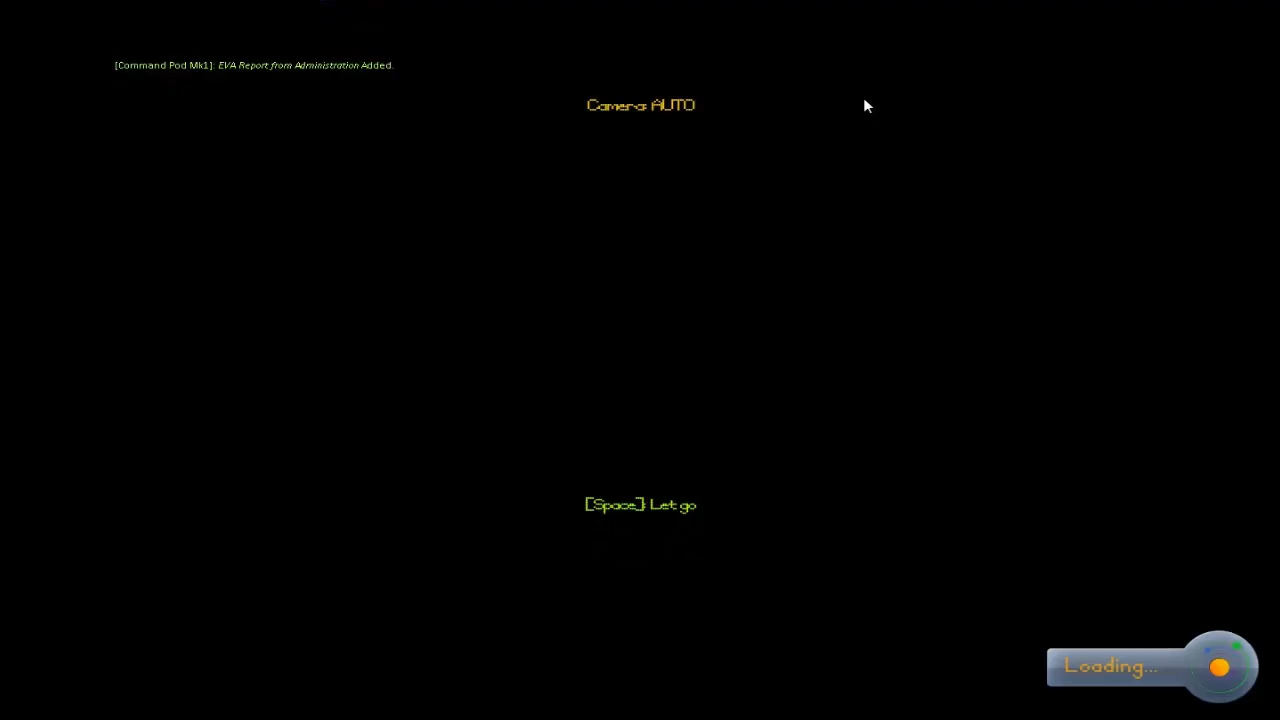 [Command Pod Mk1]: EVA Report from Administration Added.
Camera: AUTO
[Space]: Let go
Loading...